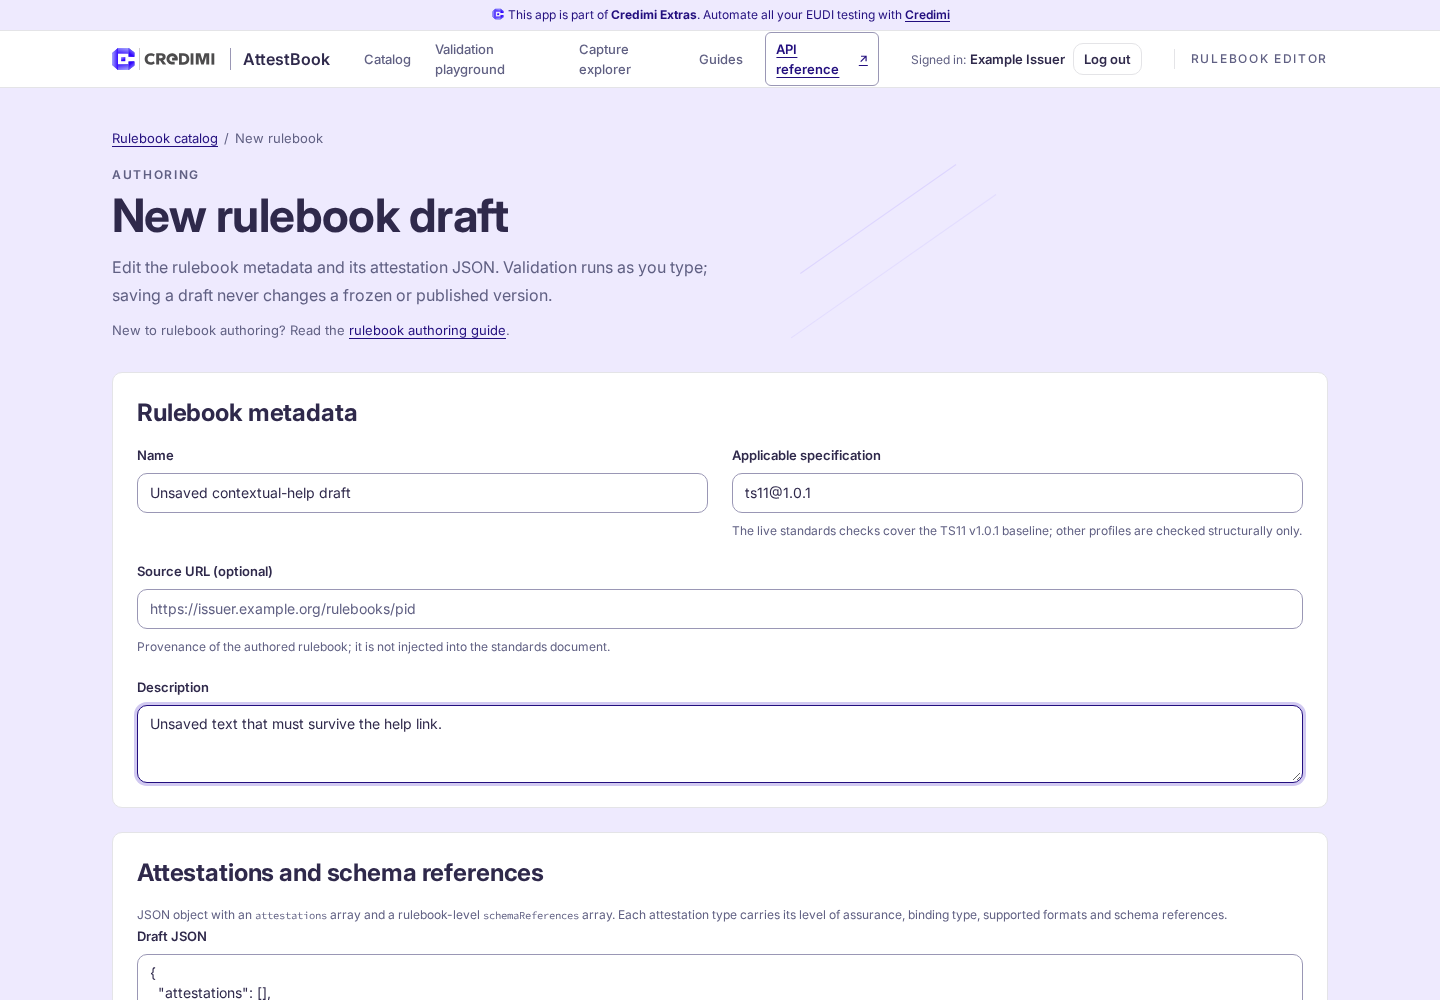 This app is part of Credimi Extras. Automate all your EUDI testing with Credimi
CREDIMI
AttestBook
Catalog
Validation playground
Capture explorer
Guides
API reference ↗
Signed in: Example Issuer
Log out
RULEBOOK EDITOR
Rulebook catalog / New rulebook
AUTHORING
New rulebook draft
Edit the rulebook metadata and its attestation JSON. Validation runs as you type;
saving a draft never changes a frozen or published version.
New to rulebook authoring? Read the rulebook authoring guide.
Rulebook metadata
Name
Unsaved contextual-help draft
Applicable specification
ts11@1.0.1
The live standards checks cover the TS11 v1.0.1 baseline; other profiles are checked structurally only.
Source URL (optional)
https://issuer.example.org/rulebooks/pid
Provenance of the authored rulebook; it is not injected into the standards document.
Description
Unsaved text that must survive the help link.
Attestations and schema references
JSON object with an attestations array and a rulebook-level schemaReferences array. Each attestation type carries its level of assurance, binding type, supported formats and schema references.
Draft JSON
{
"attestations": [],